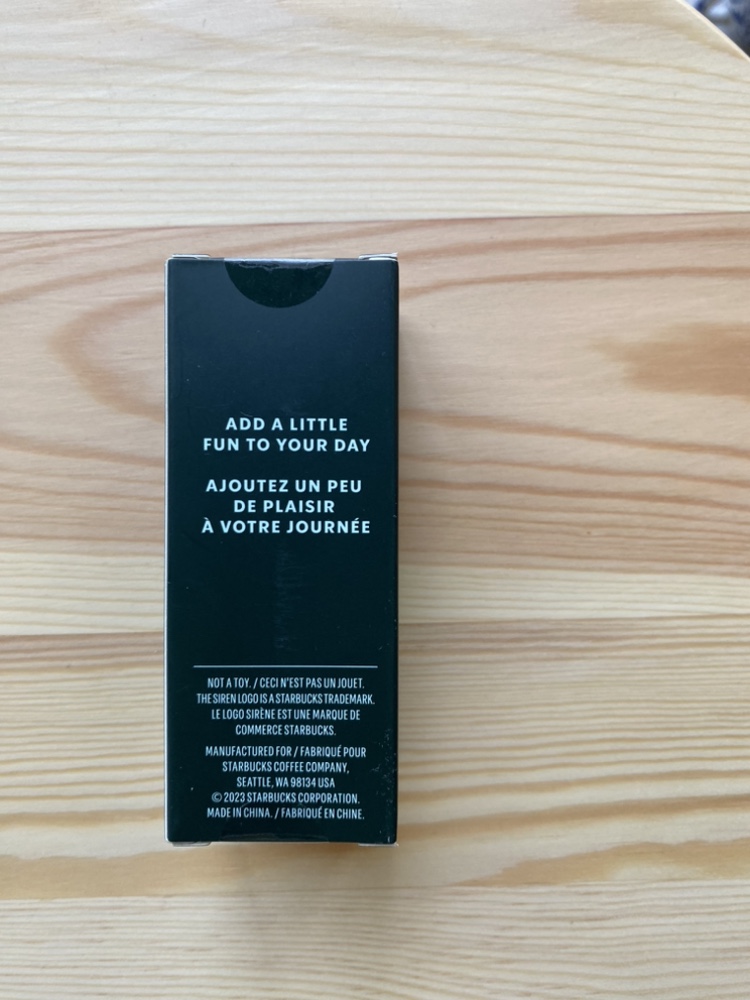 ADD A LITTLE
FUN TO YOUR DAY
AJOUTEZ UN PEU
DE PLAISIR
À VOTRE JOURNÉE
NOT A TOY. / CECI N'EST PAS UN JOUET.
THE SIREN LOGO IS A STARBUCKS TRADEMARK.
LE LOGO SIRÈNE EST UNE MARQUE DE
COMMERCE STARBUCKS.
MANUFACTURED FOR / FABRIQUÉ POUR
STARBUCKS COFFEE COMPANY,
SEATTLE, WA 98134 USA
© 2023 STARBUCKS CORPORATION.
MADE IN CHINA. / FABRIQUÉ EN CHINE.